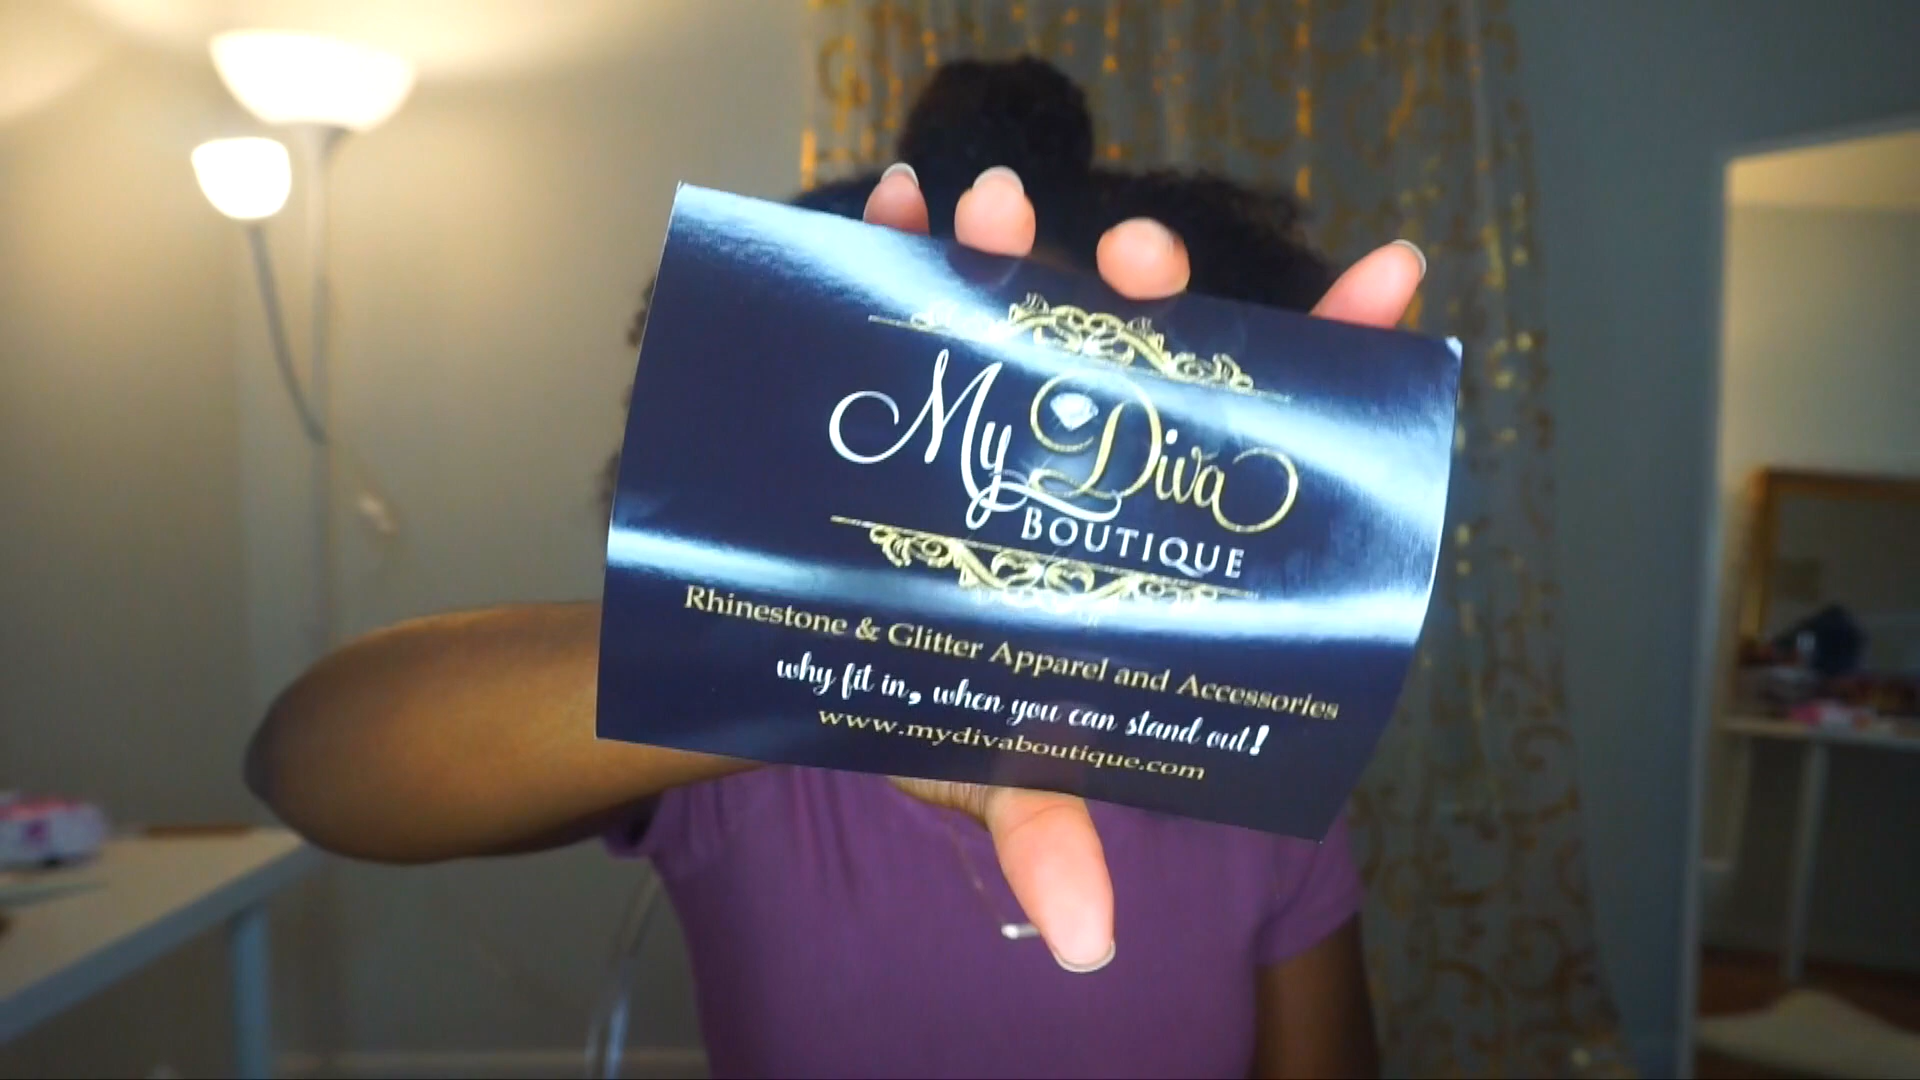 My Diva
BOUTIQUE
Rhinestone & Glitter Apparel and Accessories
why fit in, when you can stand out!
www.mydivaboutique.com